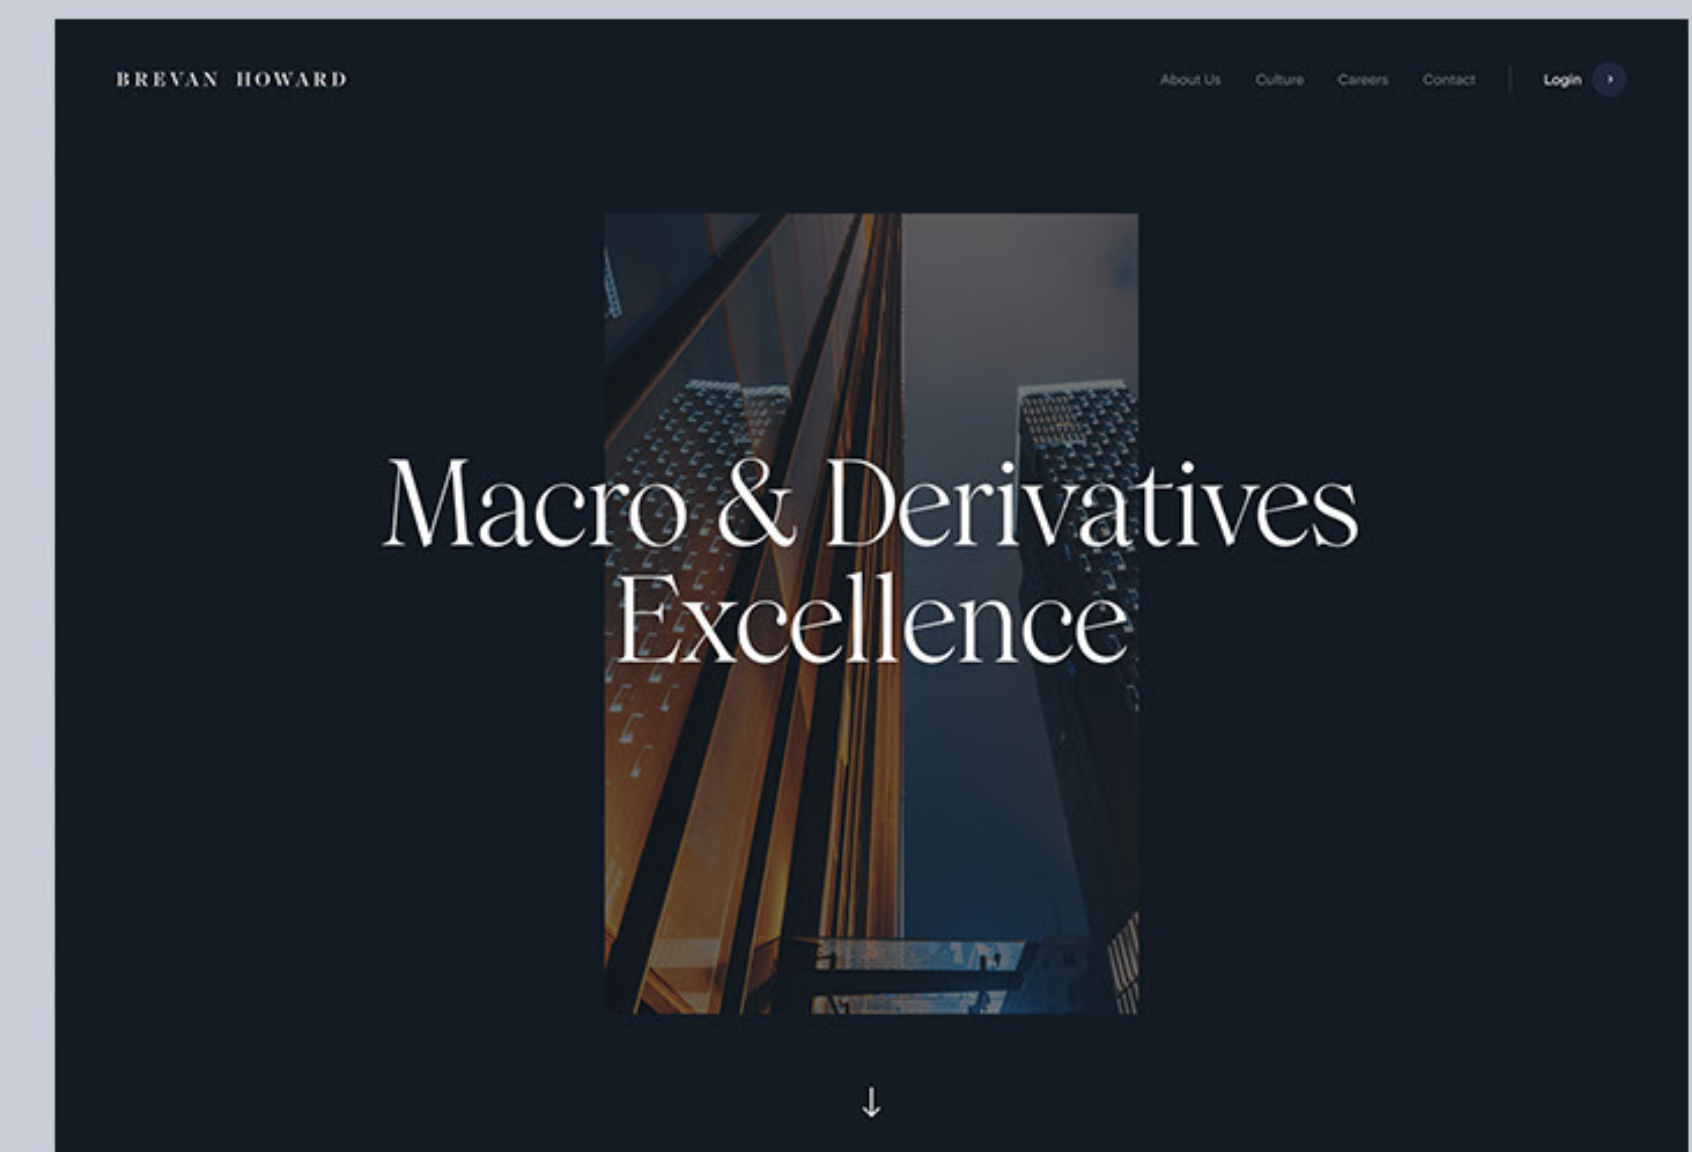 BREVAN HOWARD
About Us Culture Careers Contact Login
Macro & Derivatives
Excellence